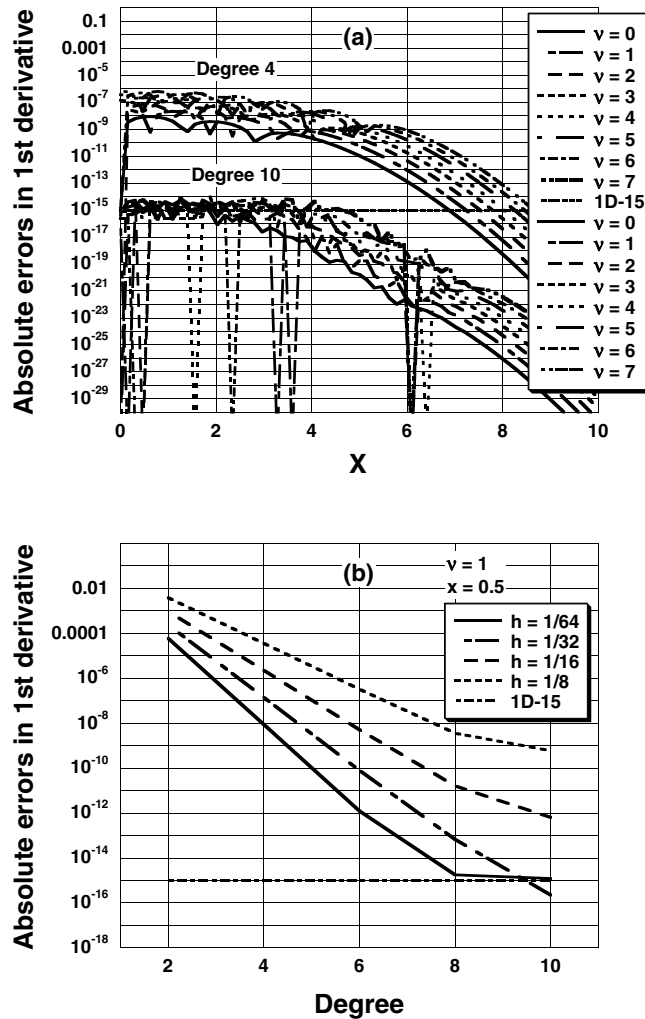 (a)
Absolute errors in 1st derivative
0.1
0.001
10-5
10-7
10-9
10-11
10-13
10-15
10-17
10-19
10-21
10-23
10-25
10-27
10-29
Degree 4
Degree 10
0 2 4 6 8 10
X
ν = 0
ν = 1
ν = 2
ν = 3
ν = 4
ν = 5
ν = 6
ν = 7
1D-15
ν = 0
ν = 1
ν = 2
ν = 3
ν = 4
ν = 5
ν = 6
ν = 7
(b)
Absolute errors in 1st derivative
0.01
0.0001
10-6
10-8
10-10
10-12
10-14
10-16
10-18
ν = 1
x = 0.5
h = 1/64
h = 1/32
h = 1/16
h = 1/8
1D-15
2 4 6 8 10
Degree